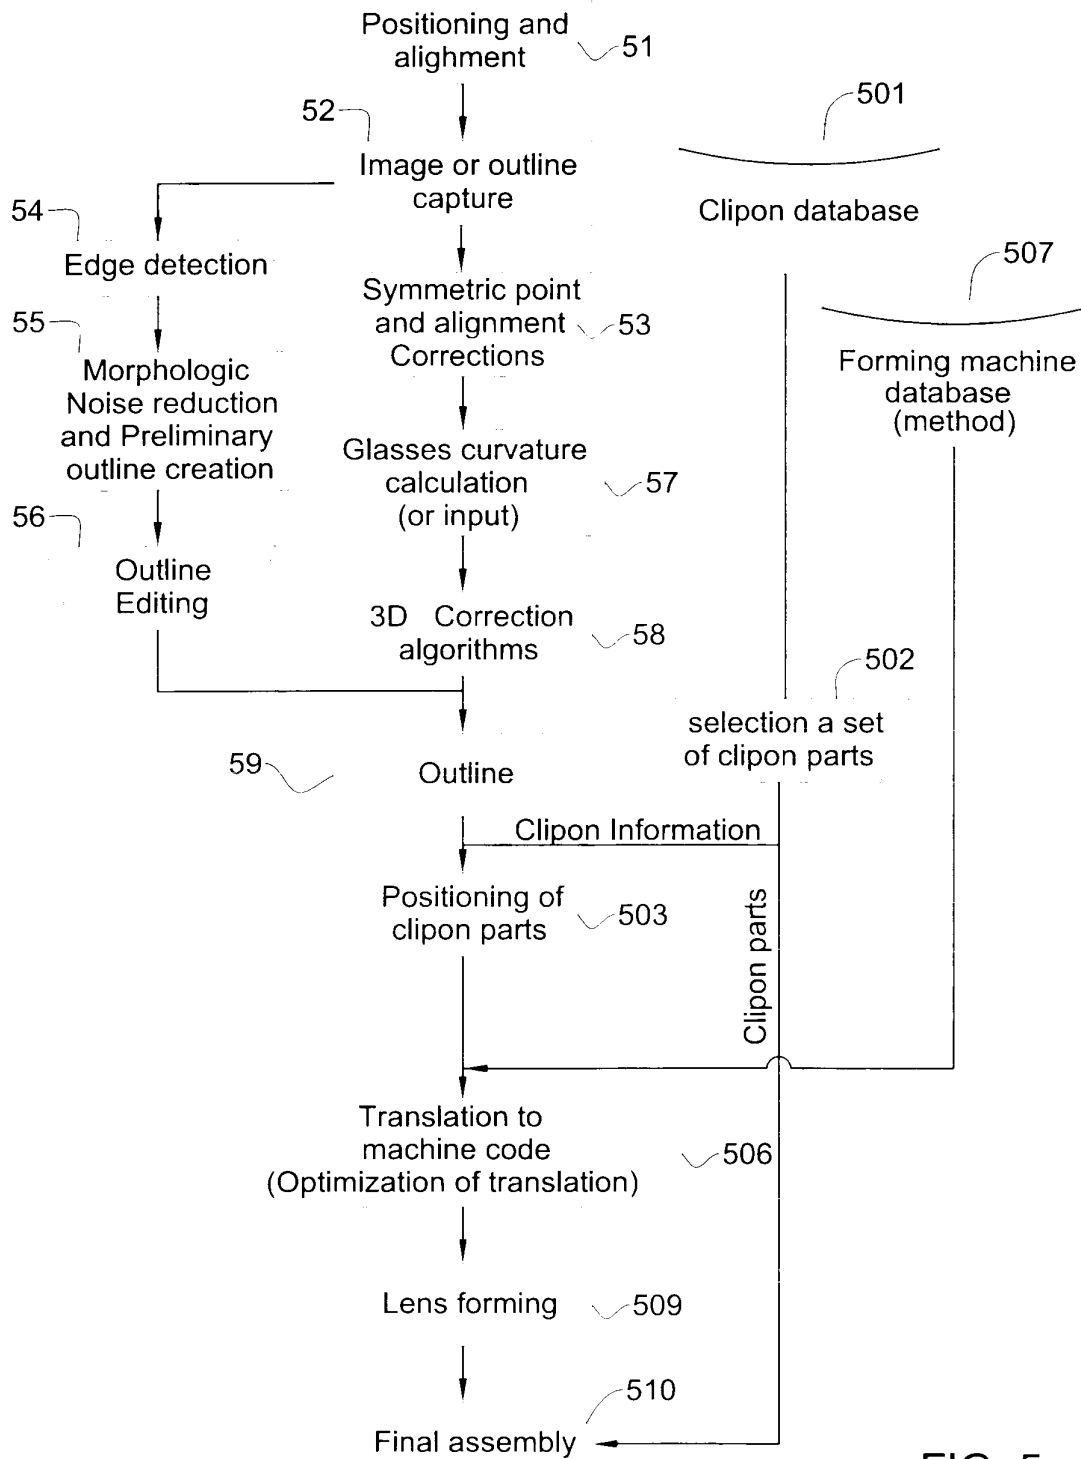 Positioning and
alighment
51
52
501
Image or outline
capture
Clipon database
54
Edge detection
507
Symmetric point
and alignment
Corrections
53
55
Morphologic
Noise reduction
and Preliminary
outline creation
Forming machine
database
(method)
Glasses curvature
calculation
(or input)
57
56
Outline
Editing
3D Correction
algorithms
58
502
selection a set
of clipon parts
59
Outline
Clipon Information
Positioning of
clipon parts
503
Clipon parts
Translation to
machine code
(Optimization of translation)
506
Lens forming
509
510
Final assembly